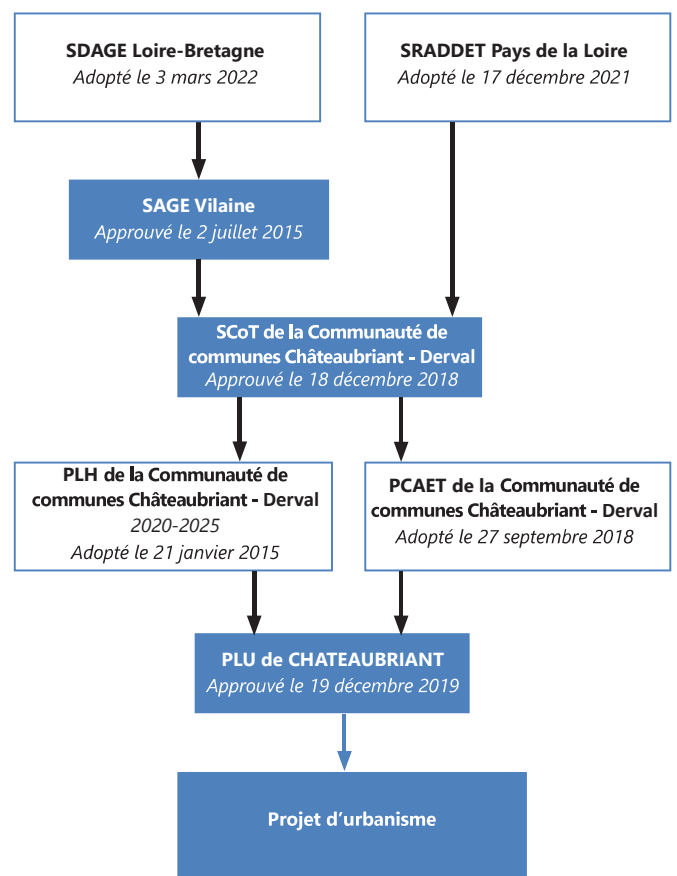 SDAGE Loire-Bretagne
Adopté le 3 mars 2022
SRADDET Pays de la Loire
Adopté le 17 décembre 2021
SAGE Vilaine
Approuvé le 2 juillet 2015
SCoT de la Communauté de
communes Châteaubriant - Derval
Approuvé le 18 décembre 2018
PLH de la Communauté de
communes Châteaubriant - Derval
2020-2025
Adopté le 21 janvier 2015
PCAET de la Communauté de
communes Châteaubriant - Derval
Adopté le 27 septembre 2018
PLU de CHATEAUBRIANT
Approuvé le 19 décembre 2019
Projet d’urbanisme